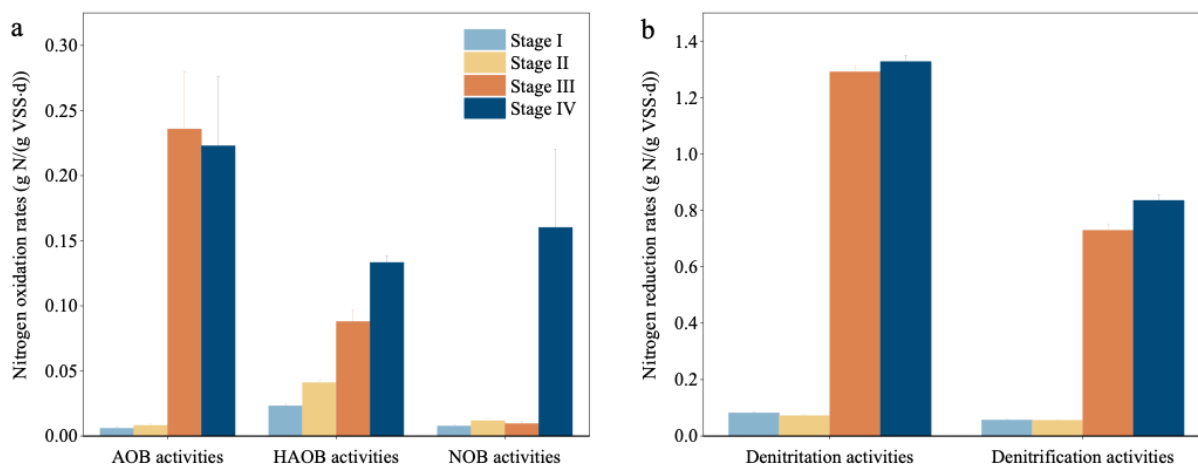 a
Nitrogen oxidation rates (g N/(g VSS·d))
0.30
0.25
0.20
0.15
0.10
0.05
0.00
Stage I
Stage II
Stage III
Stage IV
AOB activities
HAOB activities
NOB activities
b
Nitrogen reduction rates (g N/(g VSS·d))
1.4
1.2
1.0
0.8
0.6
0.4
0.2
0.0
Denitritation activities
Denitrification activities